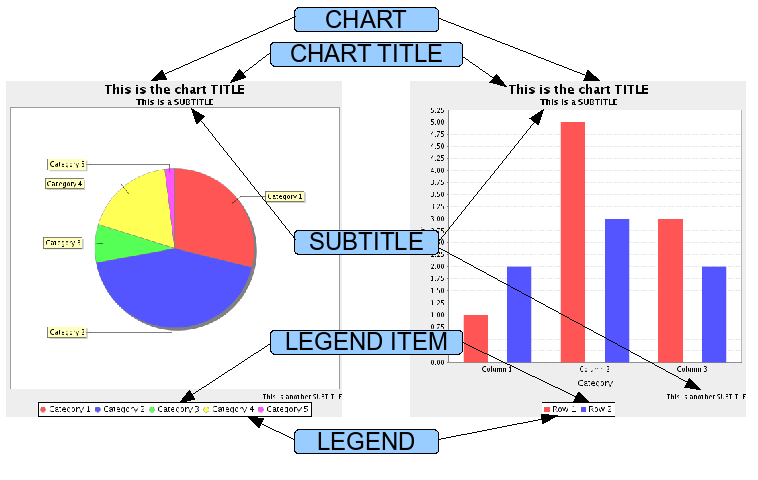 CHART
CHART TITLE
This is the chart TITLE
This is a SUBTITLE
Category 5
Category 4
Category 1
Category 3
Category 2
This is another SUBTITLE
Category 1 Category 2 Category 3 Category 4 Category 5
This is the chart TITLE
This is a SUBTITLE
5.25
5.00
4.75
4.50
4.25
4.00
3.75
3.50
3.25
3.00
2.75
2.25
2.00
1.75
1.50
1.25
1.00
0.75
0.25
0.00
Column 1 Column 2 Column 3
Category
This is another SUBTITLE
Row 1 Row 2
SUBTITLE
LEGEND ITEM
LEGEND